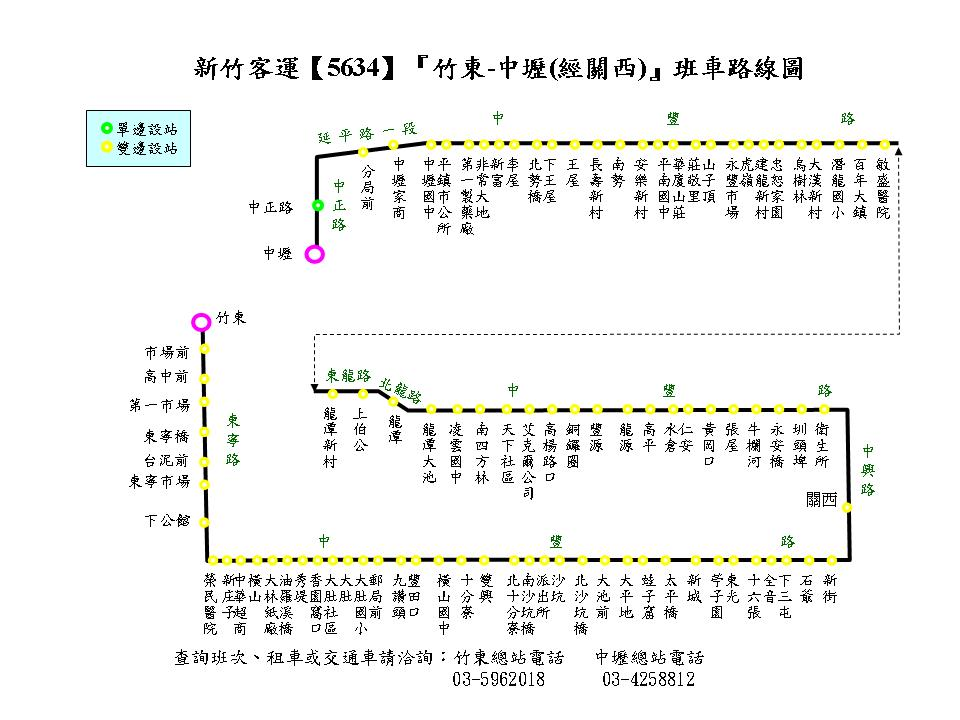 新竹客運【5634】『竹東-中壢(經關西)』班車路線圖
單邊設站
雙邊設站
延平路一段
中豐路
中正路
中正路
中壢
分局前
中壢家商
中壢國中
平鎮市公所
第一製藥廠
非常大地
新富
李屋
北勢橋
下王屋
王屋
長壽新村
南勢
安樂新村
平南國中
華廈山莊
莊敬里
山子頂
永豐市場
虎嶺
建龍新村
忠恕家園
烏樹林
大漢新村
潛龍國小
百年大鎮
敏盛醫院
東龍路
北龍路
中豐路
龍潭新村
上伯公
龍潭
龍潭大池
凌雲國中
南四方林
天下社區
艾克爾公司
高楊路口
銅鑼圈
豐源
龍源
高平
水倉
仁安
黃岡口
張屋
牛欄河
永安橋
圳頭埤
衛生所
中興路
關西
竹東
市場前
高中前
第一市場
東寧橋
台泥前
東寧市場
下公館
東寧路
中豐路
榮民醫院
新庄子
中華超商
橫山
大林紙廠
油羅溪橋
秀堤
香園窩口
大肚社區
大肚
大肚國小
郵局前
九讚頭
豐田口
橫山國中
十分寮
雙興
北十分寮
南沙坑橋
派出所
沙坑
北沙坑橋
大池前
大平地
蛙子窩
太平橋
新城
學子園
東光
十六張
全音
下三屯
石爺
新街
查詢班次、租車或交通車請洽詢：竹東總站電話 中壢總站電話
03-5962018 03-4258812